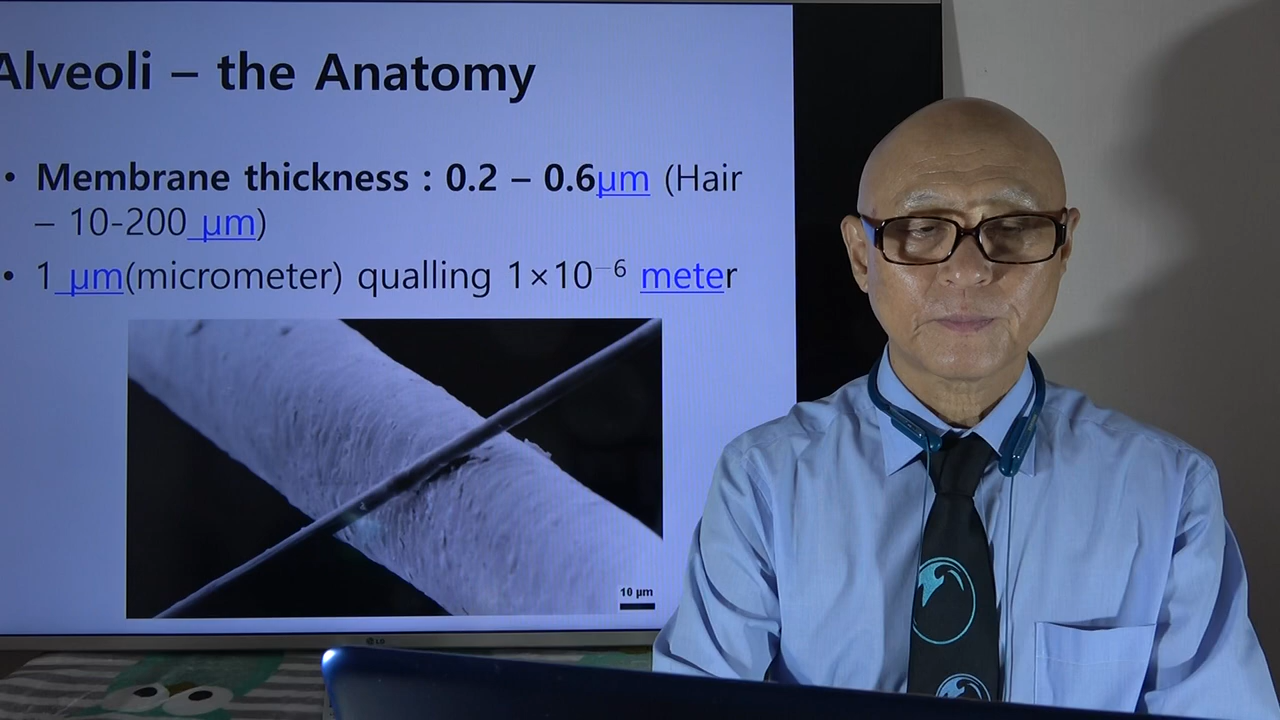 Alveoli – the Anatomy
• Membrane thickness : 0.2 – 0.6μm (Hair
– 10-200 μm)
• 1 μm(micrometer) qualling 1×10⁻⁶ meter
10 μm
LG